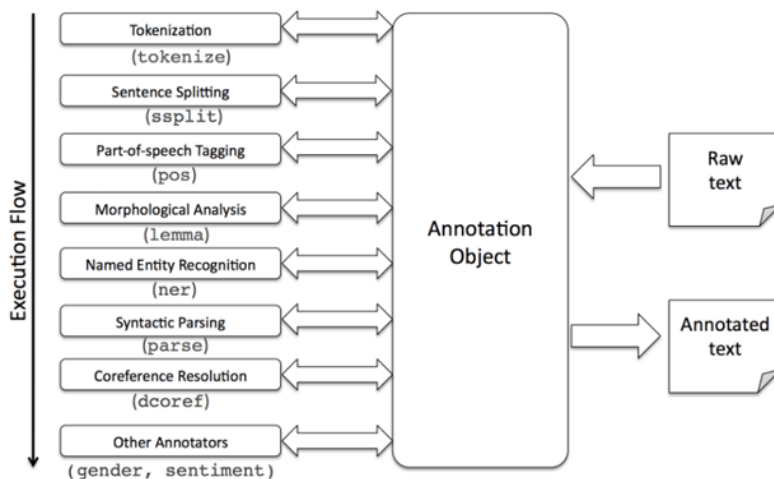 Execution Flow
Tokenization
(tokenize)
Sentence Splitting
(ssplit)
Part-of-speech Tagging
(pos)
Morphological Analysis
(lemma)
Named Entity Recognition
(ner)
Syntactic Parsing
(parse)
Coreference Resolution
(dcoref)
Other Annotators
(gender, sentiment)
Annotation
Object
Raw
text
Annotated
text